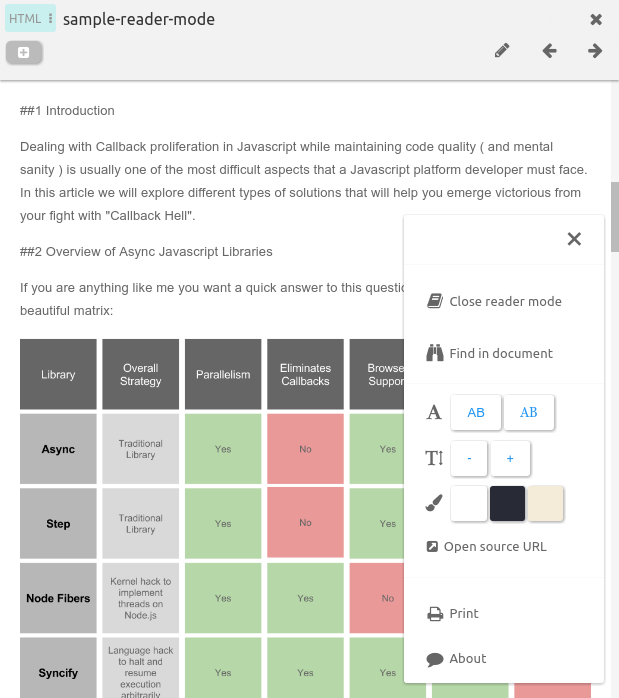 HTML sample-reader-mode
##1 Introduction
Dealing with Callback proliferation in Javascript while maintaining code quality ( and mental
sanity ) is usually one of the most difficult aspects that a Javascript platform developer must face.
In this article we will explore different types of solutions that will help you emerge victorious from
your fight with "Callback Hell".
##2 Overview of Async Javascript Libraries
If you are anything like me you want a quick answer to this
beautiful matrix:
Library
Overall
Strategy
Parallelism
Eliminates
Callbacks
Async
Traditional
Library
Yes
No
Yes
Step
Traditional
Library
Yes
No
Yes
Node Fibers
Kernel hack to
implement
threads on
Node.js
Yes
Yes
No
Syncify
Language hack
to halt and
resume
execution
arbitrarily
Yes
Yes
Yes
Close reader mode
Find in document
A AB AB
T - +
Open source URL
Print
About